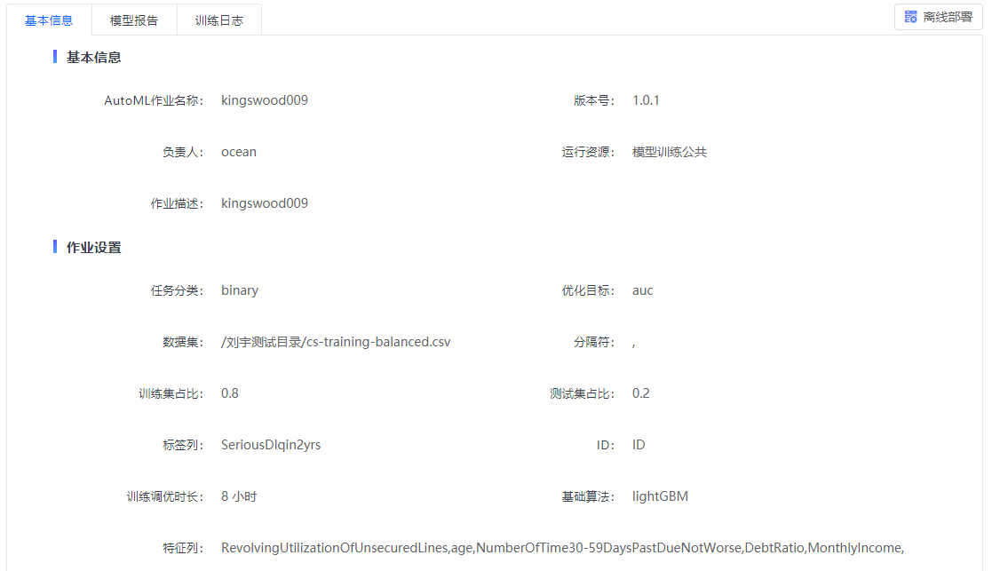 基本信息 模型报告 训练日志 离线部署
基本信息
AutoML作业名称： kingswood009 版本号： 1.0.1
负责人： ocean 运行资源： 模型训练公共
作业描述： kingswood009
作业设置
任务分类： binary 优化目标： auc
数据集： /刘宇测试目录/cs-training-balanced.csv 分隔符： ,
训练集占比： 0.8 测试集占比： 0.2
标签列： SeriousDlqin2yrs ID： ID
训练调优时长： 8 小时 基础算法： lightGBM
特征列： RevolvingUtilizationOfUnsecuredLines,age,NumberOfTime30-59DaysPastDueNotWorse,DebtRatio,MonthlyIncome,